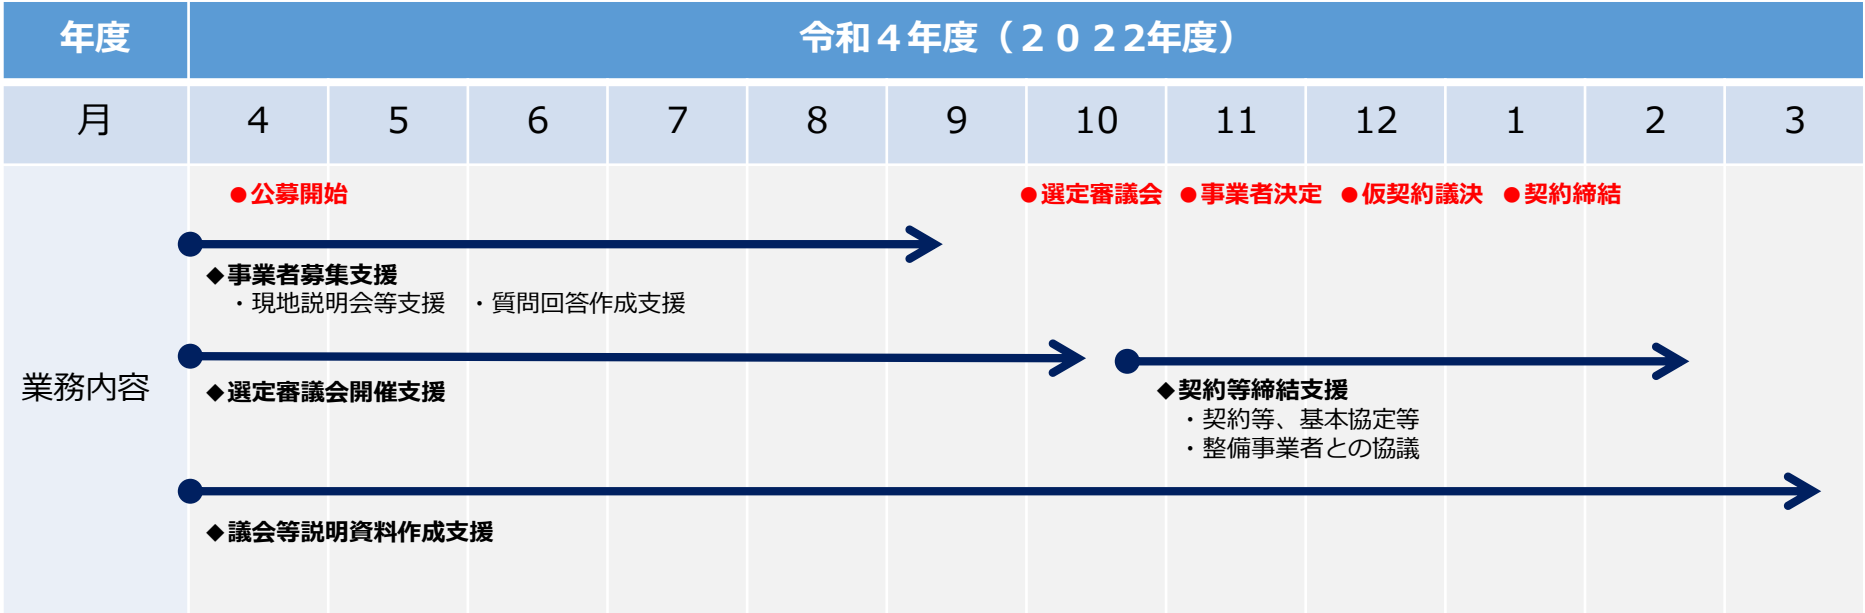 年度 令和４年度（２０２2年度）
月 4 5 6 7 8 9 10 11 12 1 2 3
●公募開始 ●選定審議会 ●事業者決定 ●仮契約議決 ●契約締結
◆事業者募集支援
・現地説明会等支援　・質問回答作成支援
業務内容
◆選定審議会開催支援
◆契約等締結支援
・契約等、基本協定等
・整備事業者との協議
◆議会等説明資料作成支援